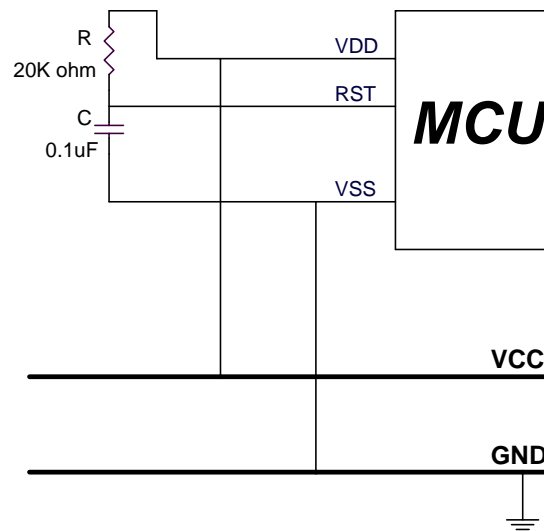 R
20K ohm
C
0.1uF
VDD
RST
VSS
MCU
VCC
GND